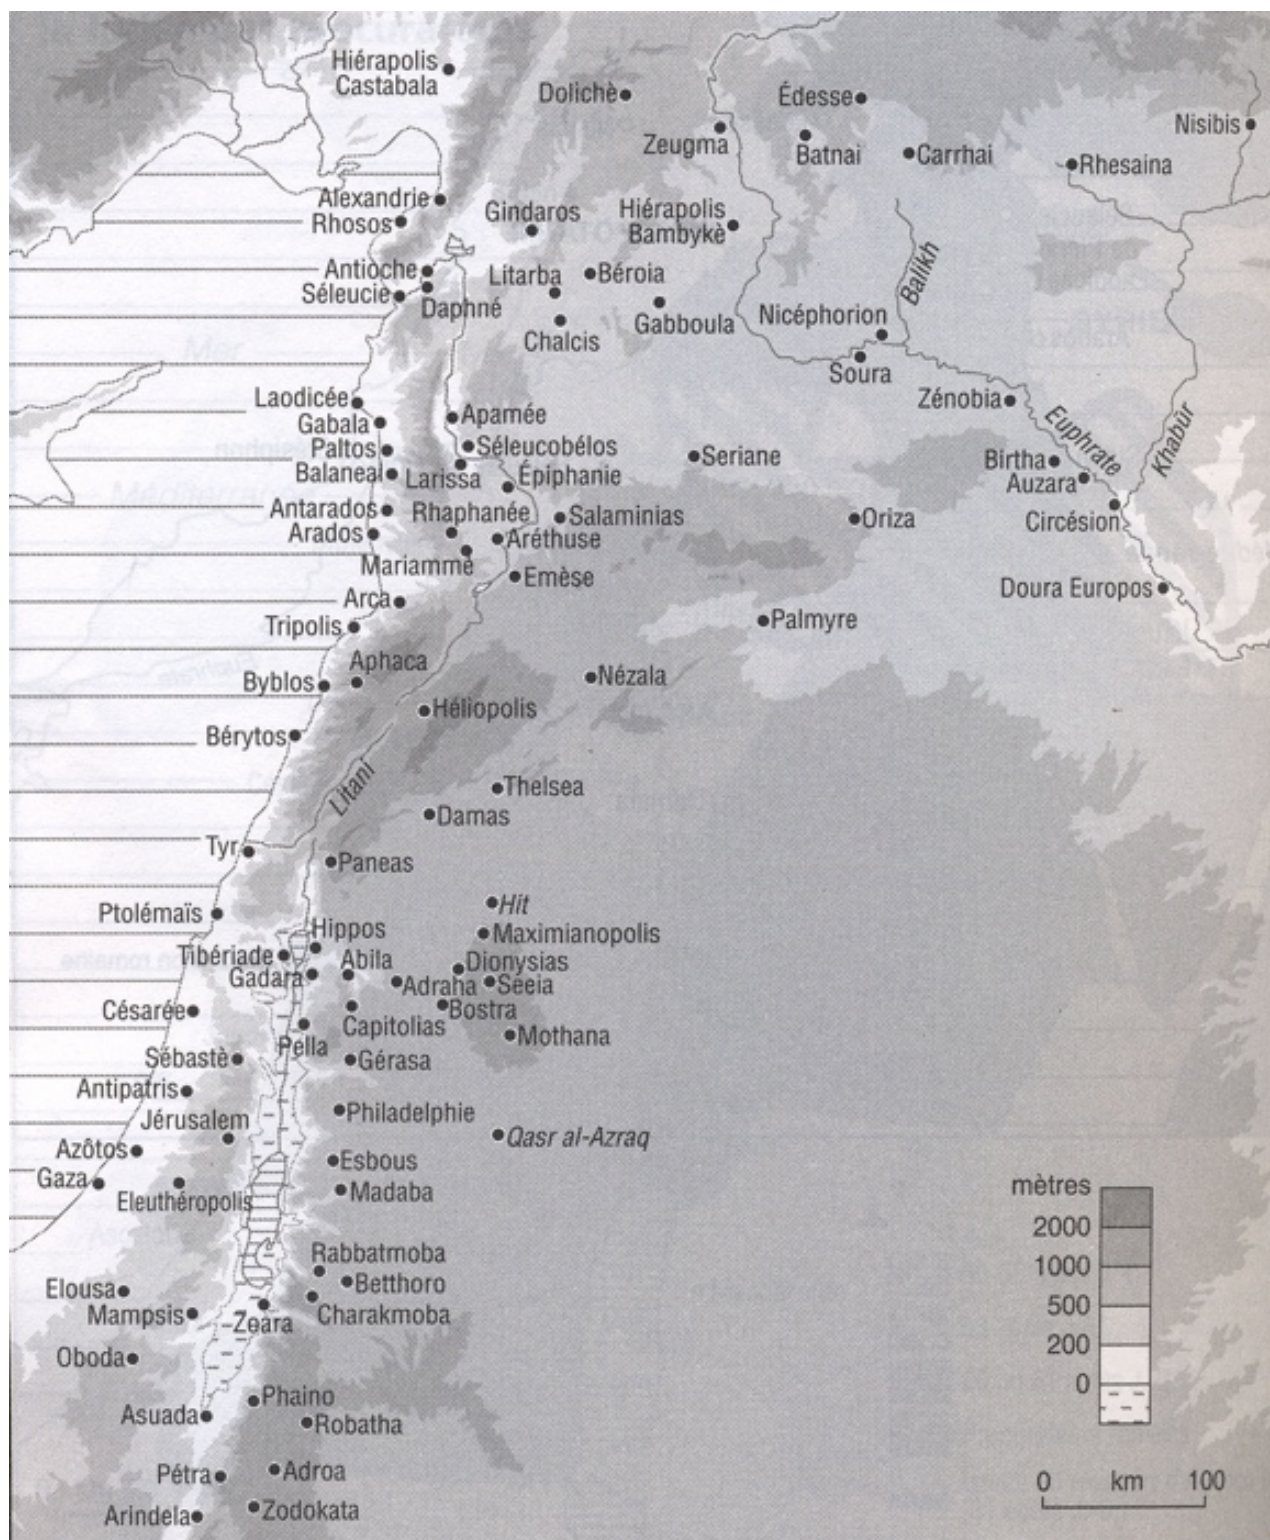 Hiérapolis
Castabala
Dolichè
Édesse
Zeugma
Batnai
Carrhai
Nisibis
Rhesaina
Alexandrie
Rhosos
Gindaros
Hiérapolis
Bambykè
Antioche
Séleucie
Daphné
Litarba
Béroia
Chalcis
Gabboula
Nicéphorion
Balikh
Soura
Zénobia
Euphrate
Khabūr
Laodicée
Gabala
Paltos
Balaneal
Apamée
Séleucobélos
Larissa
Épiphanie
Seriane
Birtha
Auzara
Circésion
Antarados
Arados
Rhaphanée
Salaminias
Aréthuse
Oriza
Mariammè
Emèse
Doura Europos
Arca
Tripolis
Palmyre
Aphaca
Byblos
Nézala
Héliopolis
Bérytos
Litani
Thelsea
Damas
Tyr
Paneas
Ptolémaïs
Hit
Hippos
Maximianopolis
Tibériade
Abila
Dionysias
Gadara
Adraha
Seeia
Césarée
Capitolias
Bostra
Pella
Mothana
Sébastè
Gérasa
Antipatris
Jérusalem
Philadelphie
Azôtos
Qasr al-Azraq
Esbous
Gaza
Eleuthéropolis
Madaba
Rabbatmoba
Betthoro
Elousa
Mampsis
Zoara
Charakmoba
Oboda
Phaino
Asuada
Robatha
Pétra
Adroa
Arindela
Zodokata
mètres
2000
1000
500
200
0
0 km 100